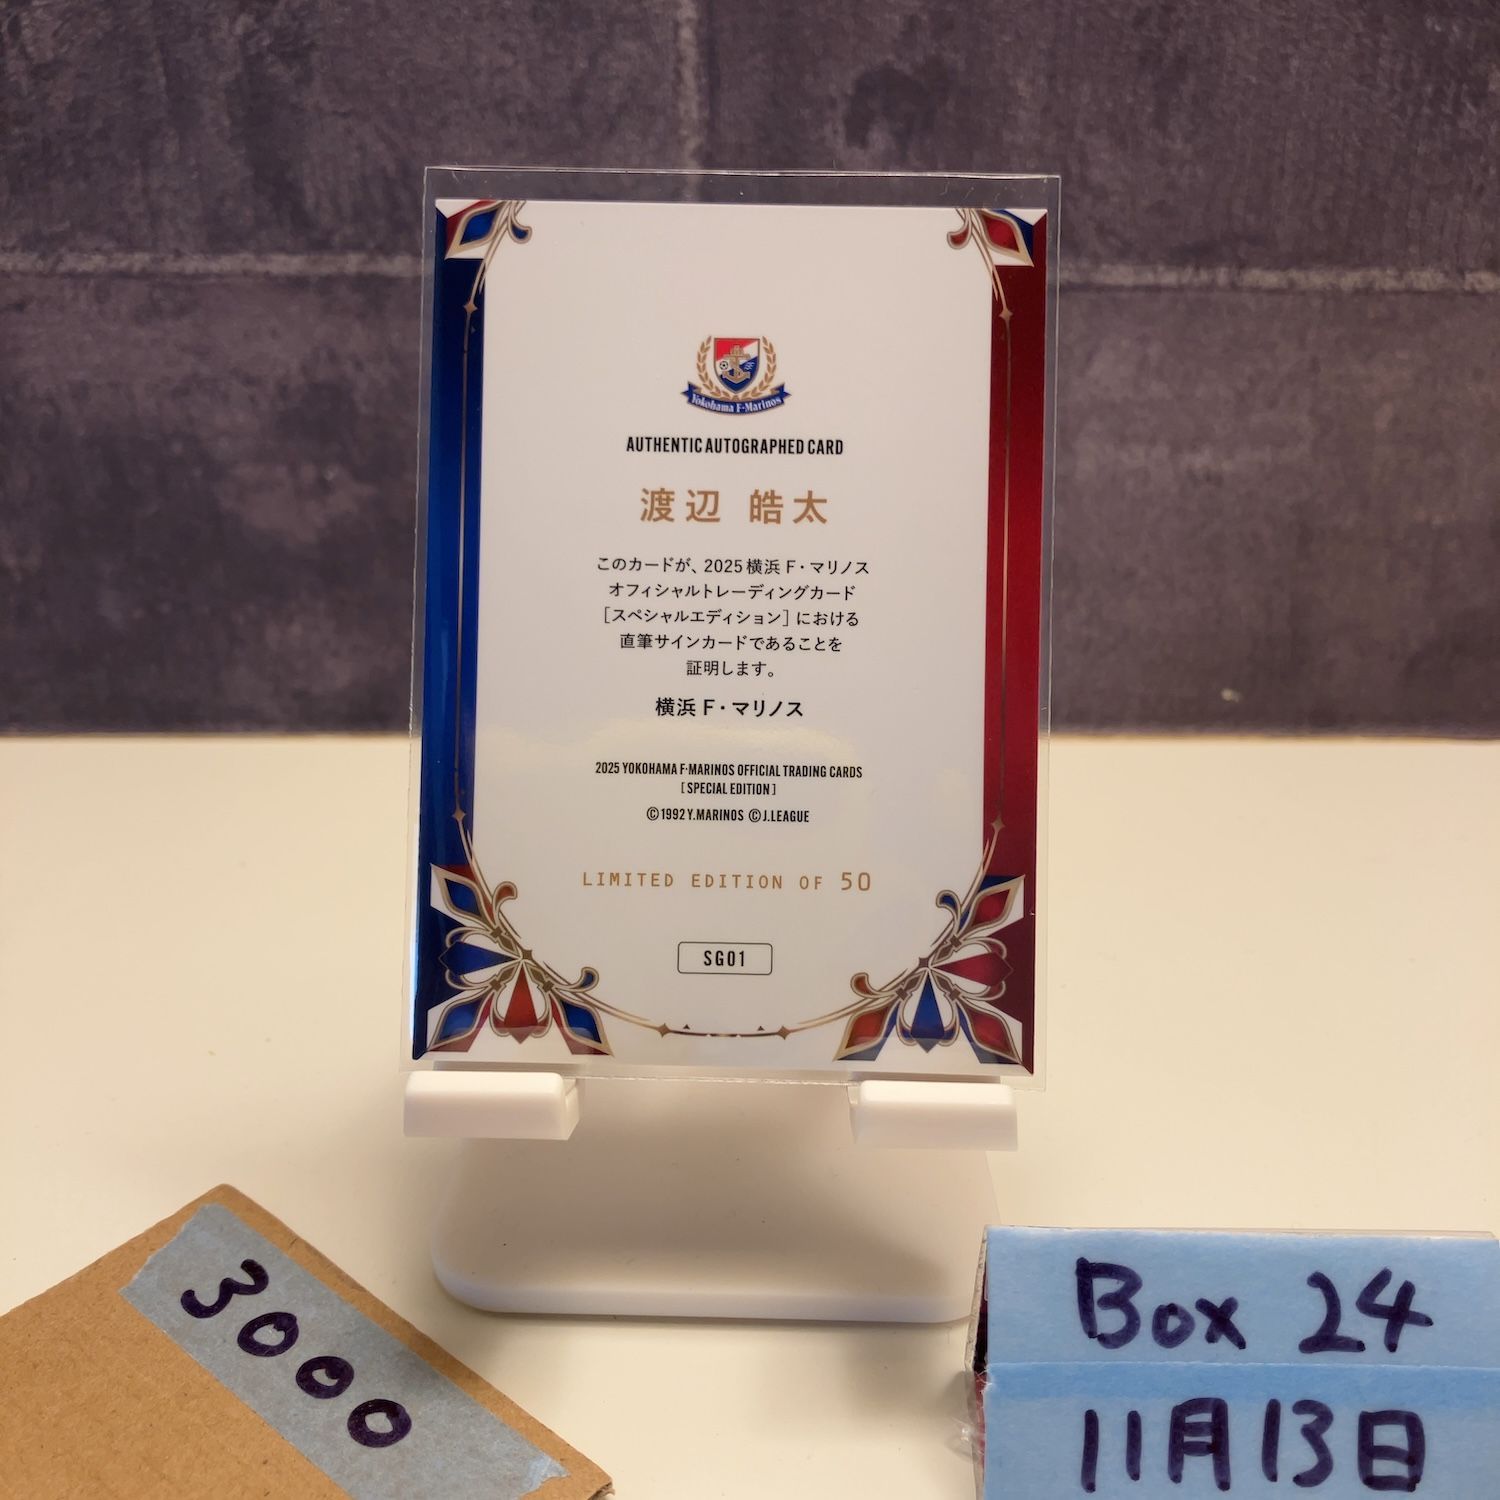 Yokohama F·Marinos
AUTHENTIC AUTOGRAPHED CARD
渡辺 皓太
このカードが、2025 横浜 F・マリノス
オフィシャルトレーディングカード
［スペシャルエディション］における
直筆サインカードであることを
証明します。
横浜 F・マリノス
2025 YOKOHAMA F·MARINOS OFFICIAL TRADING CARDS
[ SPECIAL EDITION ]
©1992 Y.MARINOS ©J.LEAGUE
LIMITED EDITION OF 50
SG01
3000
Box 24
11月13日